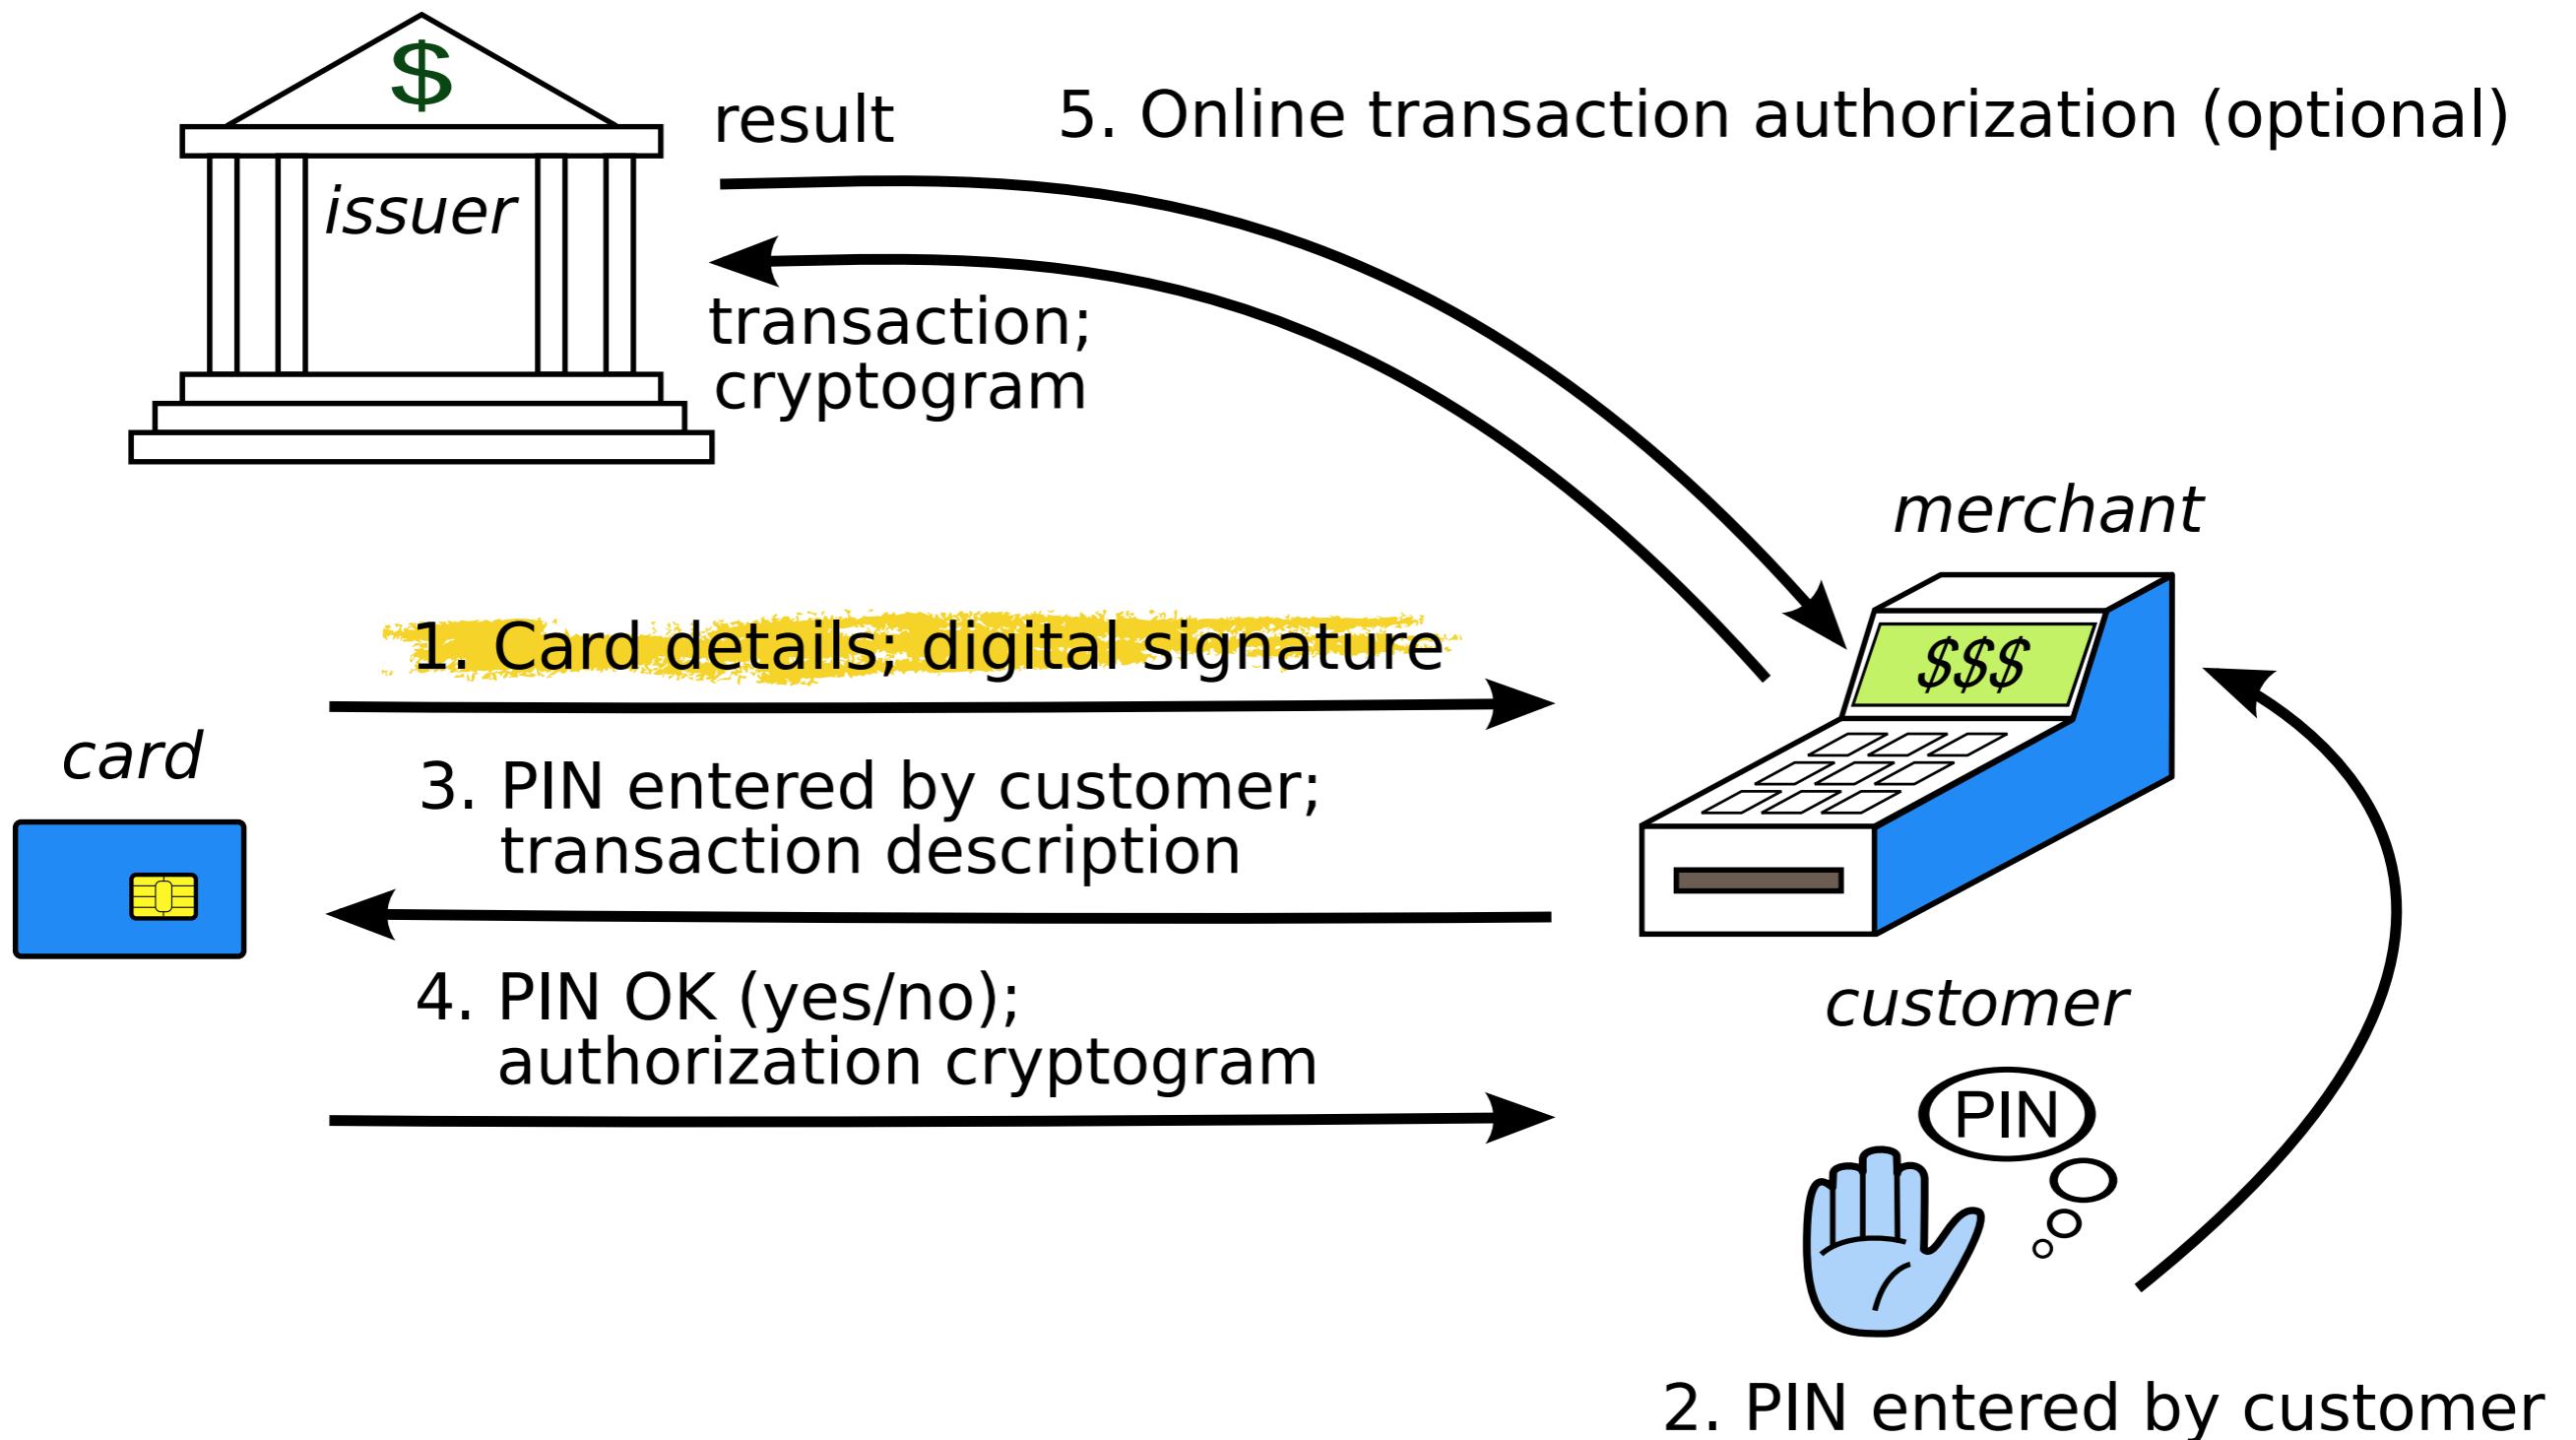 $
issuer
result
5. Online transaction authorization (optional)
transaction;
cryptogram
merchant
$$$
1. Card details; digital signature
card
3. PIN entered by customer;
transaction description
4. PIN OK (yes/no);
authorization cryptogram
customer
PIN
2. PIN entered by customer